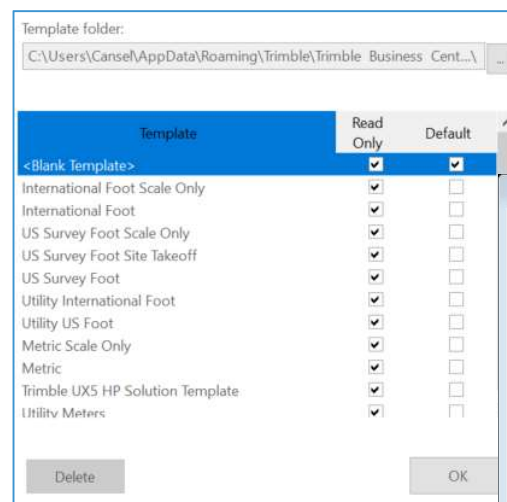 Template folder:
C:\Users\Cansel\AppData\Roaming\Trimble\Trimble Business Cent...\ ...
Template Read Only Default
<Blank Template>
International Foot Scale Only
International Foot
US Survey Foot Scale Only
US Survey Foot Site Takeoff
US Survey Foot
Utility International Foot
Utility US Foot
Metric Scale Only
Metric
Trimble UX5 HP Solution Template
Utility Meters
Delete OK